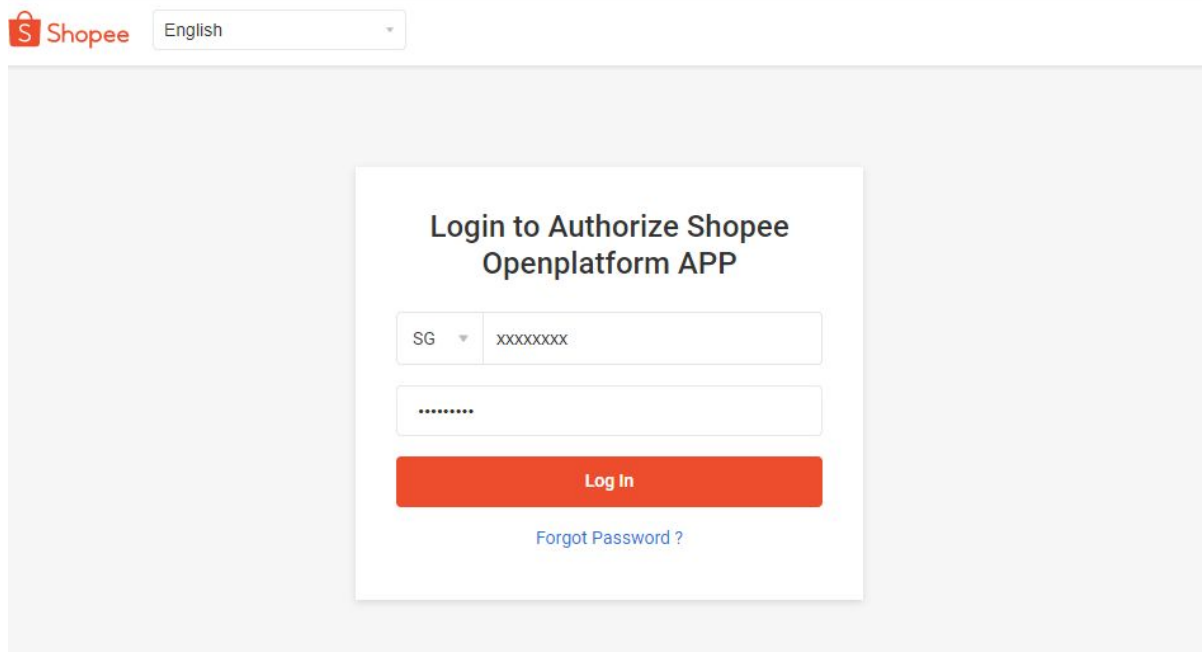 Shopee
English
Login to Authorize Shopee
Openplatform APP
SG
xxxxxxxx
•••••••••
Log In
Forgot Password ?